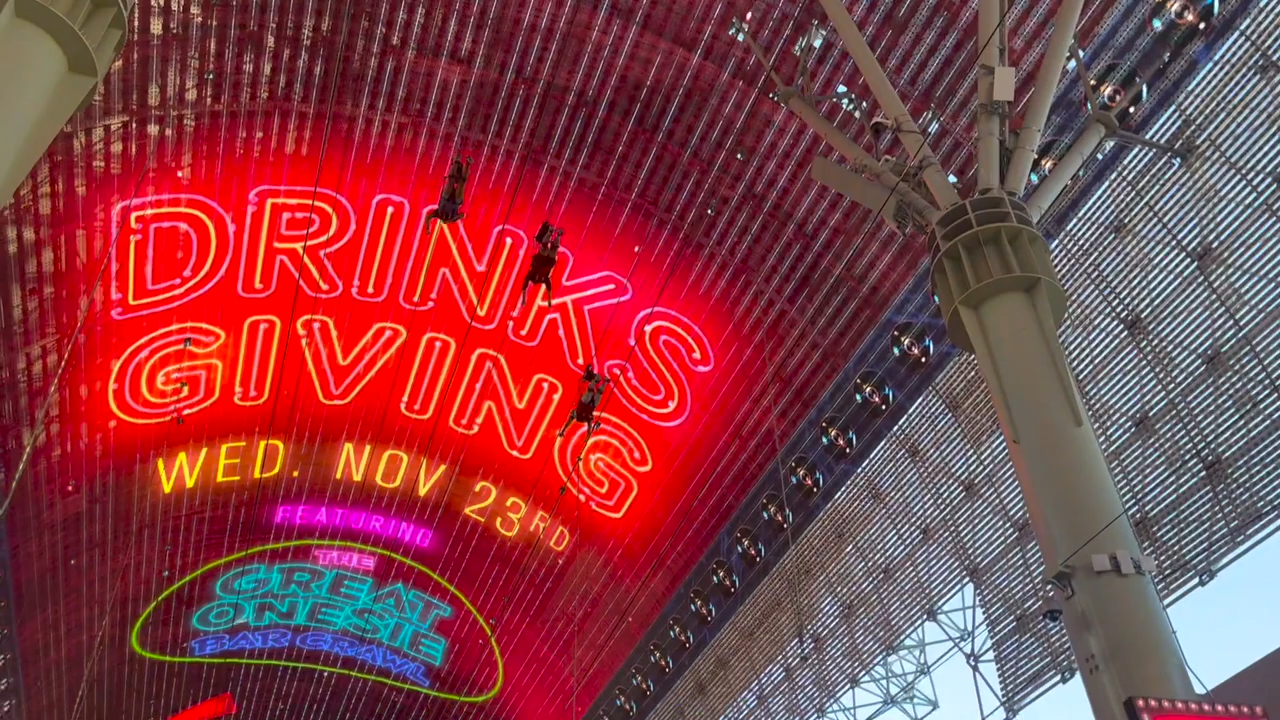 DRINKS
GIVING
WED. NOV 23RD
FEATURING
THE
GREAT
ONESIE
BAR CRAWL